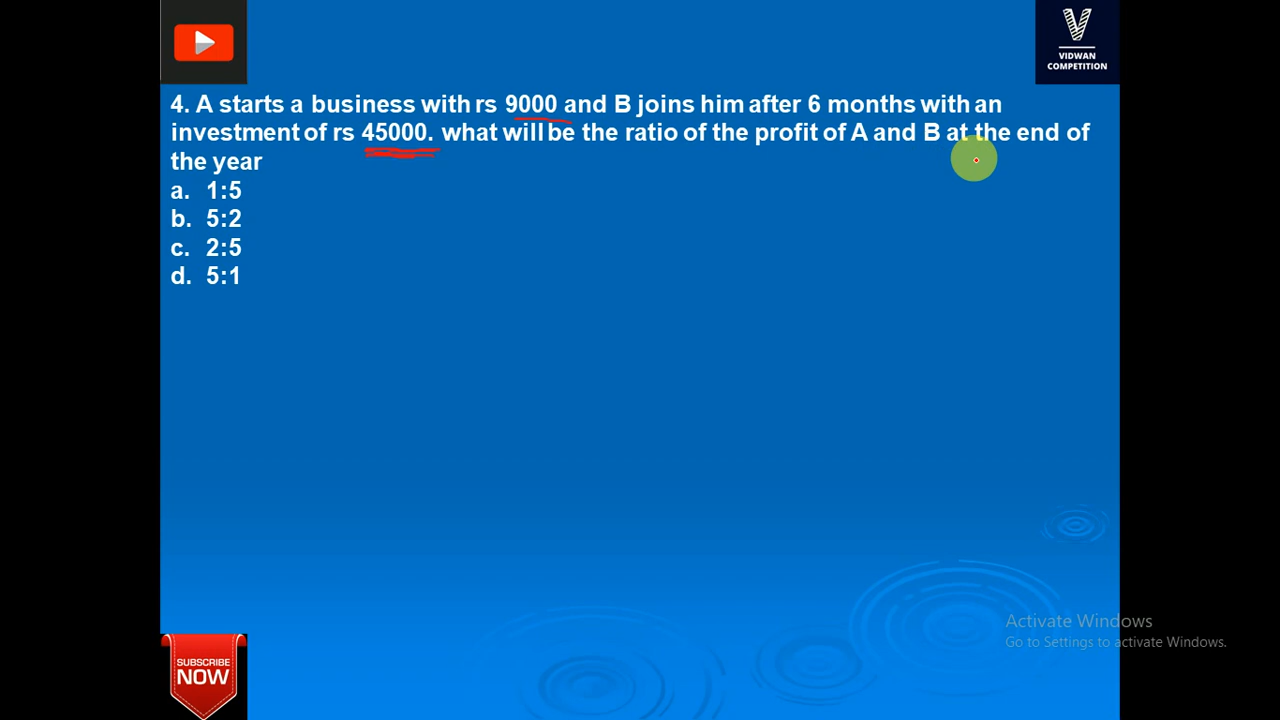 VIDWAN
COMPETITION
4. A starts a business with rs 9000 and B joins him after 6 months with an
investment of rs 45000. what will be the ratio of the profit of A and B at the end of
the year
a. 1:5
b. 5:2
c. 2:5
d. 5:1
Activate Windows
Go to Settings to activate Windows.
SUBSCRIBE
NOW